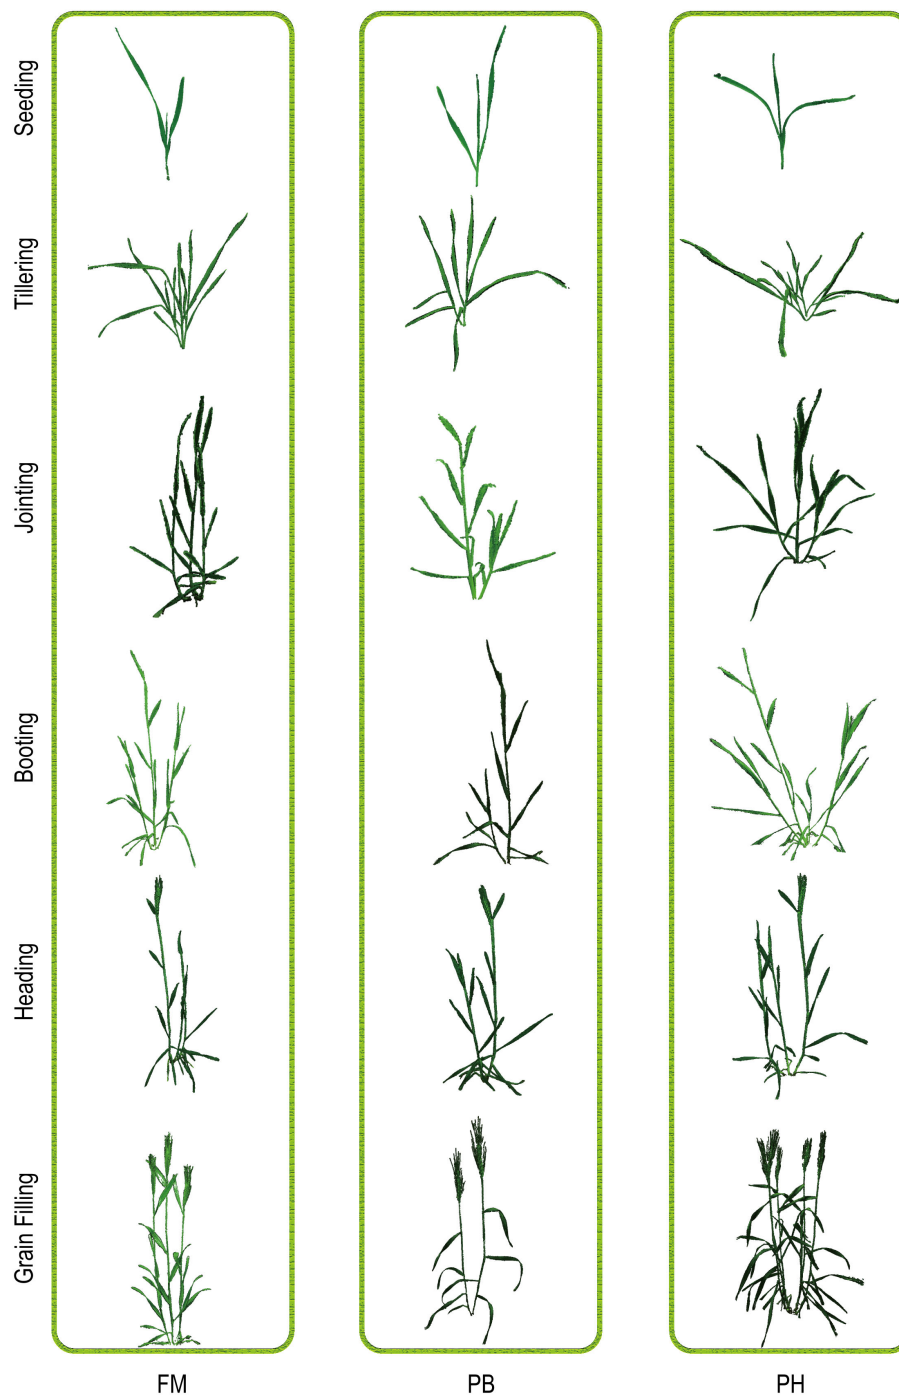 Seeding
Tillering
Jointing
Booting
Heading
Grain Filling
FM
PB
PH